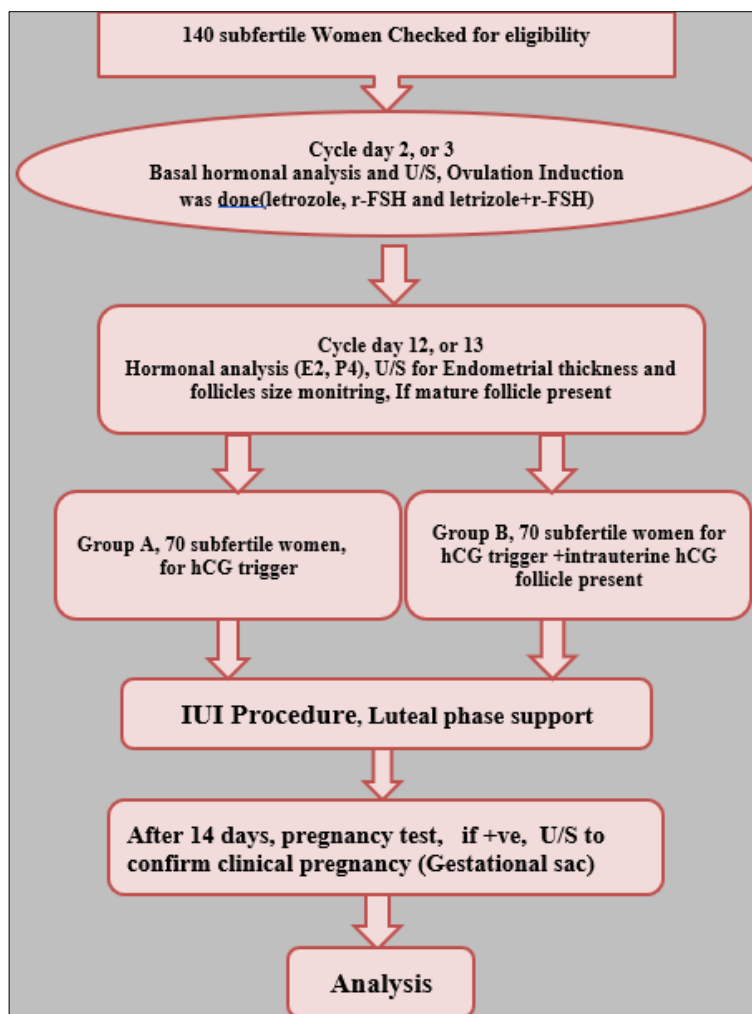 140 subfertile Women Checked for eligibility
Cycle day 2, or 3
Basal hormonal analysis and U/S, Ovulation Induction
was done(letrozole, r-FSH and letrizole+r-FSH)
Cycle day 12, or 13
Hormonal analysis (E2, P4), U/S for Endometrial thickness and
follicles size monitring, If mature follicle present
Group A, 70 subfertile women,
for hCG trigger
Group B, 70 subfertile women for
hCG trigger +intrauterine hCG
follicle present
IUI Procedure, Luteal phase support
After 14 days, pregnancy test, if +ve, U/S to
confirm clinical pregnancy (Gestational sac)
Analysis